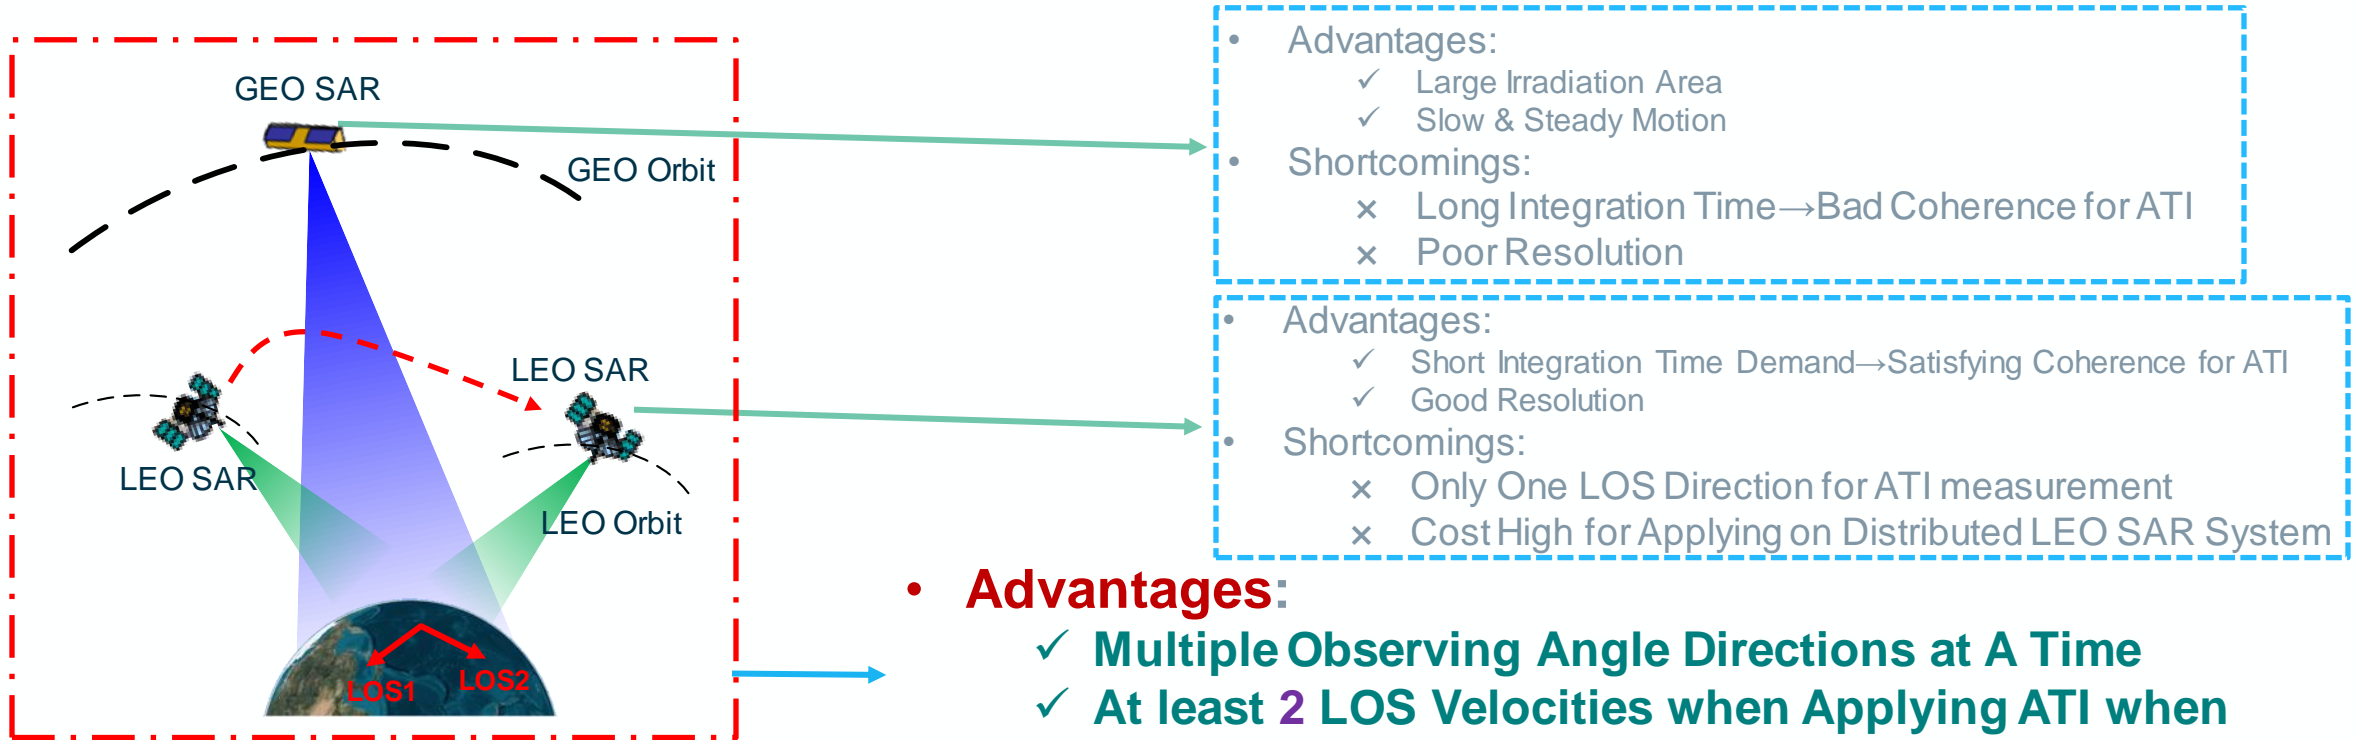 GEO SAR
GEO Orbit
LEO SAR
LEO SAR
LEO Orbit
LOS1
LOS2
• Advantages:
✓ Large Irradiation Area
✓ Slow & Steady Motion
• Shortcomings:
× Long Integration Time→Bad Coherence for ATI
× Poor Resolution
• Advantages:
✓ Short Integration Time Demand→Satisfying Coherence for ATI
✓ Good Resolution
• Shortcomings:
× Only One LOS Direction for ATI measurement
× Cost High for Applying on Distributed LEO SAR System
• Advantages:
✓ Multiple Observing Angle Directions at A Time
✓ At least 2 LOS Velocities when Applying ATI when